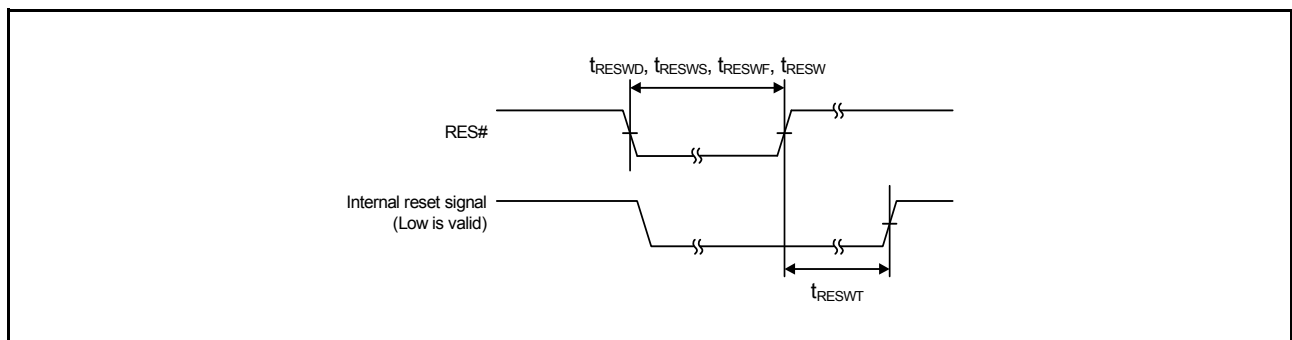 tRESWD, tRESWS, tRESWF, tRESW
RES#
Internal reset signal
(Low is valid)
tRESWT